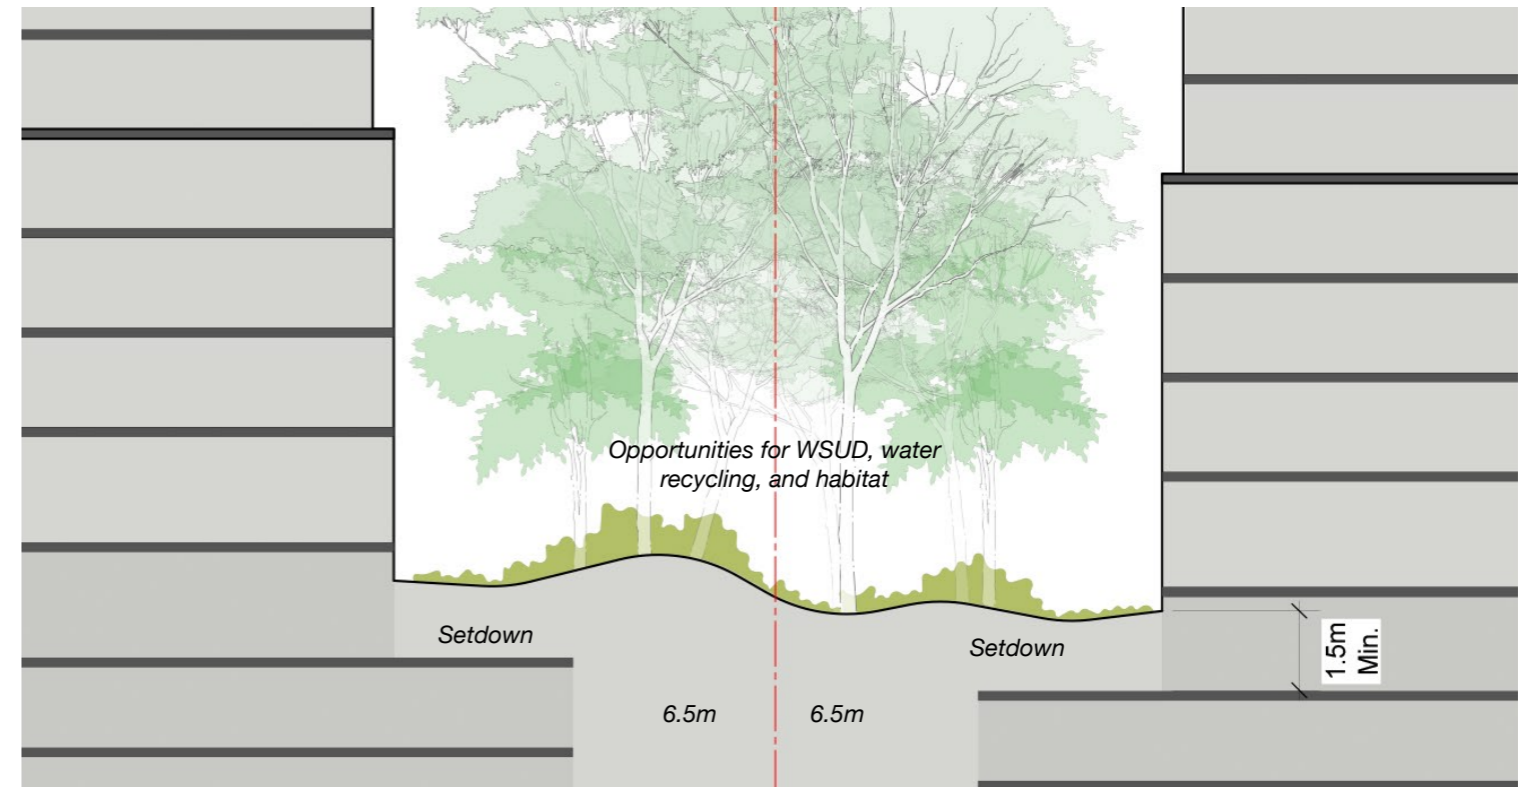 Opportunities for WSUD, water
recycling, and habitat
Setdown
Setdown
1.5m
Min.
6.5m
6.5m